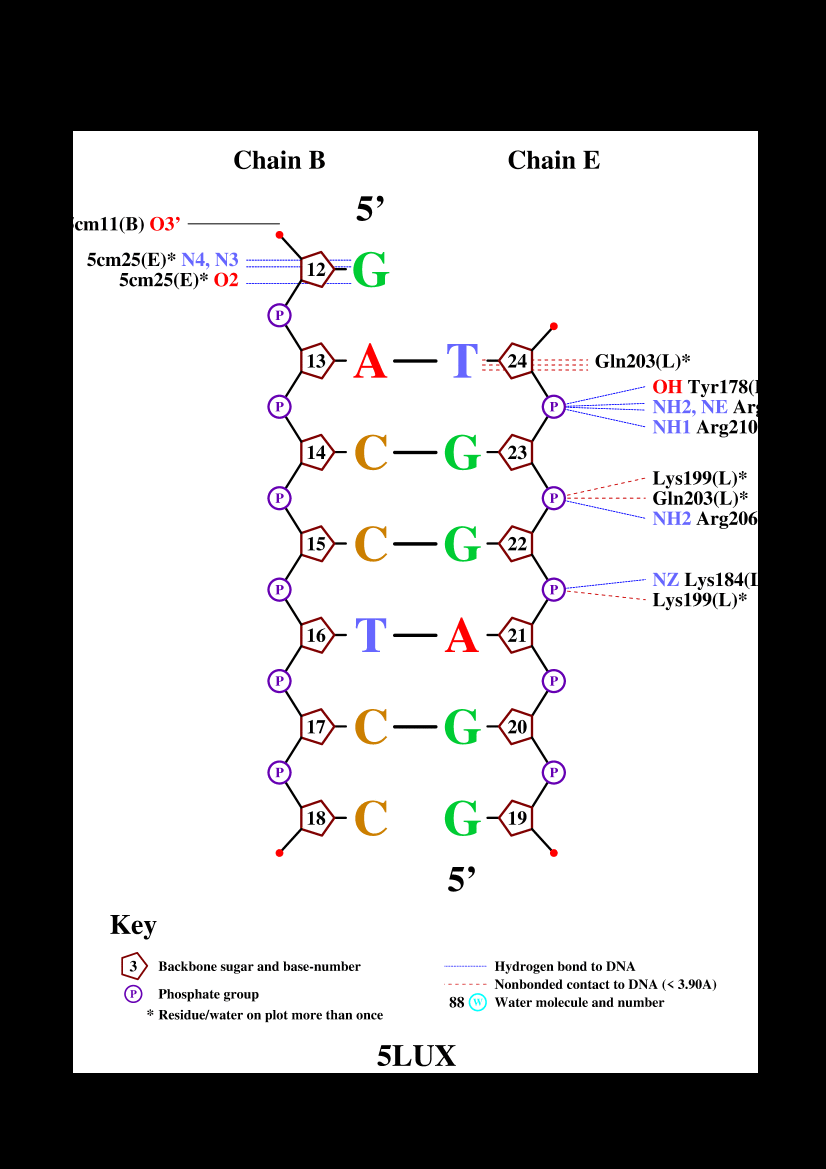 Chain B Chain E
5’
5cm11(B) O3’
5cm25(E)* N4, N3
5cm25(E)* O2
12 G
P
13 A T 24 Gln203(L)*
OH Tyr178(
P P NH2, NE Arg
NH1 Arg210
14 C G 23
Lys199(L)*
P P Gln203(L)*
NH2 Arg206
15 C G 22
NZ Lys184(L
P P
Lys199(L)*
16 T A 21
P P
17 C G 20
P P
18 C G 19
5’
Key
3 Backbone sugar and base-number Hydrogen bond to DNA
Nonbonded contact to DNA (< 3.90A)
P Phosphate group
88 W Water molecule and number
* Residue/water on plot more than once
5LUX